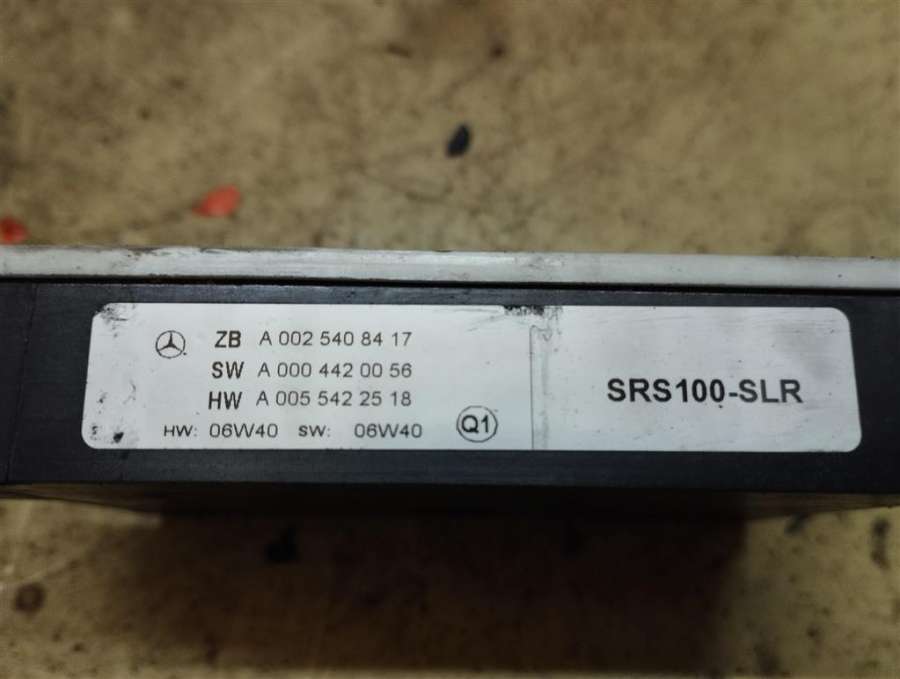 ZB A 002 540 84 17
SW A 000 442 00 56
HW A 005 542 25 18
HW: 06W40 SW: 06W40 Q1
SRS100-SLR